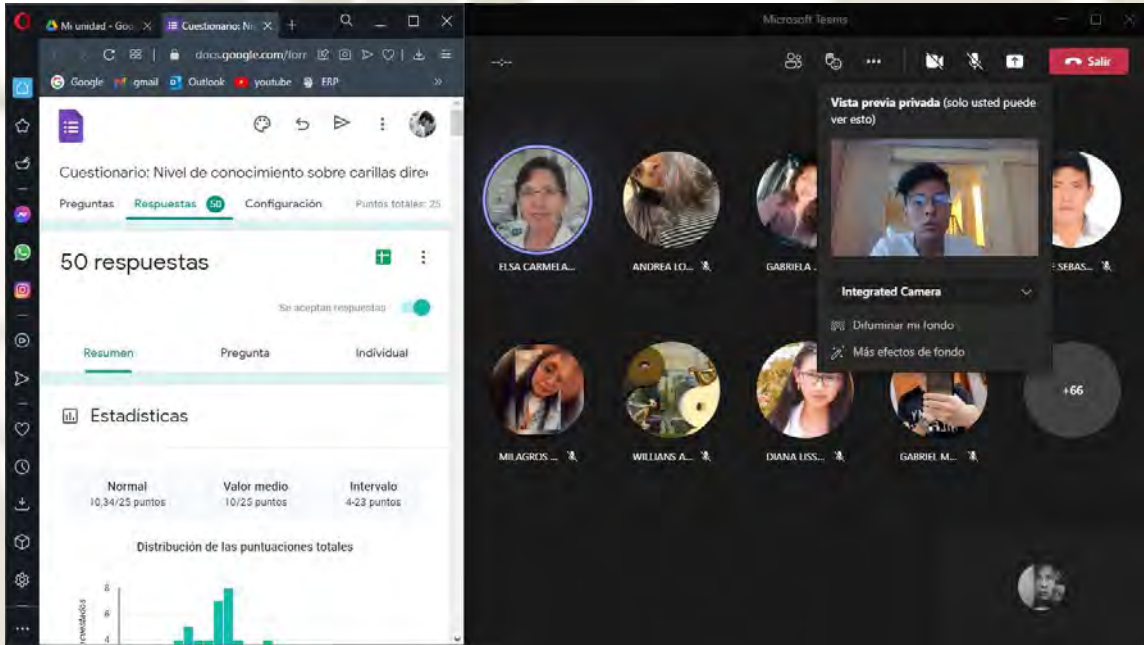 Mi unidad - Goo
Cuestionario: Ni
docs.google.com/forr
Google
gmail
Outlook
youtube
ERP
»
Cuestionario: Nivel de conocimiento sobre carillas dire
Preguntas
Respuestas 50
Configuración
Puntos totales: 25
50 respuestas
Se aceptan respuestas
Resumen
Pregunta
Individual
Estadísticas
Normal
10,34/25 puntos
Valor medio
10/25 puntos
Intervalo
4-23 puntos
Distribución de las puntuaciones totales
8
6
4
Microsoft Teams
--:--
Salir
Vista previa privada (solo usted puede
ver esto)
Integrated Camera
Difuminar mi fondo
Más efectos de fondo
ELSA CARMELA...
ANDREA LO...
GABRIELA .
E SEBAS...
MILAGROS ...
WILLIANS A...
DIANA LISS...
GABRIEL M...
+66